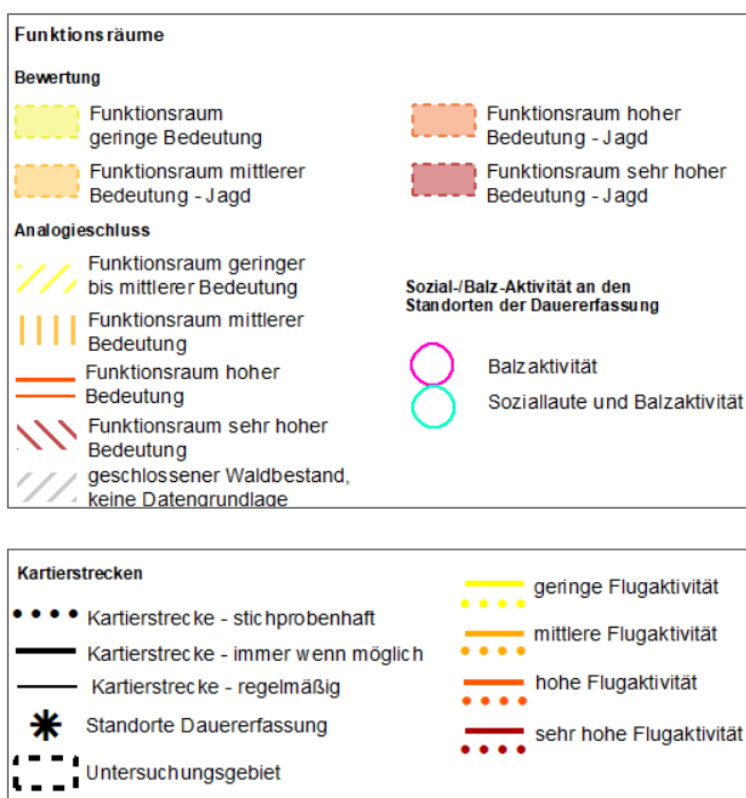 Funktionsräume
Bewertung
Funktionsraum
geringe Bedeutung
Funktionsraum mittlerer
Bedeutung - Jagd
Funktionsraum hoher
Bedeutung - Jagd
Funktionsraum sehr hoher
Bedeutung - Jagd
Analogieschluss
Funktionsraum geringer
bis mittlerer Bedeutung
Funktionsraum mittlerer
Bedeutung
Funktionsraum hoher
Bedeutung
Funktionsraum sehr hoher
Bedeutung
geschlossener Waldbestand,
keine Datengrundlage
Sozial-/Balz-Aktivität an den
Standorten der Dauererfassung
Balzaktivität
Soziallaute und Balzaktivität
Kartierstrecken
Kartierstrecke - stichprobenhaft
Kartierstrecke - immer wenn möglich
Kartierstrecke - regelmäßig
Standorte Dauererfassung
Untersuchungsgebiet
geringe Flugaktivität
mittlere Flugaktivität
hohe Flugaktivität
sehr hohe Flugaktivität